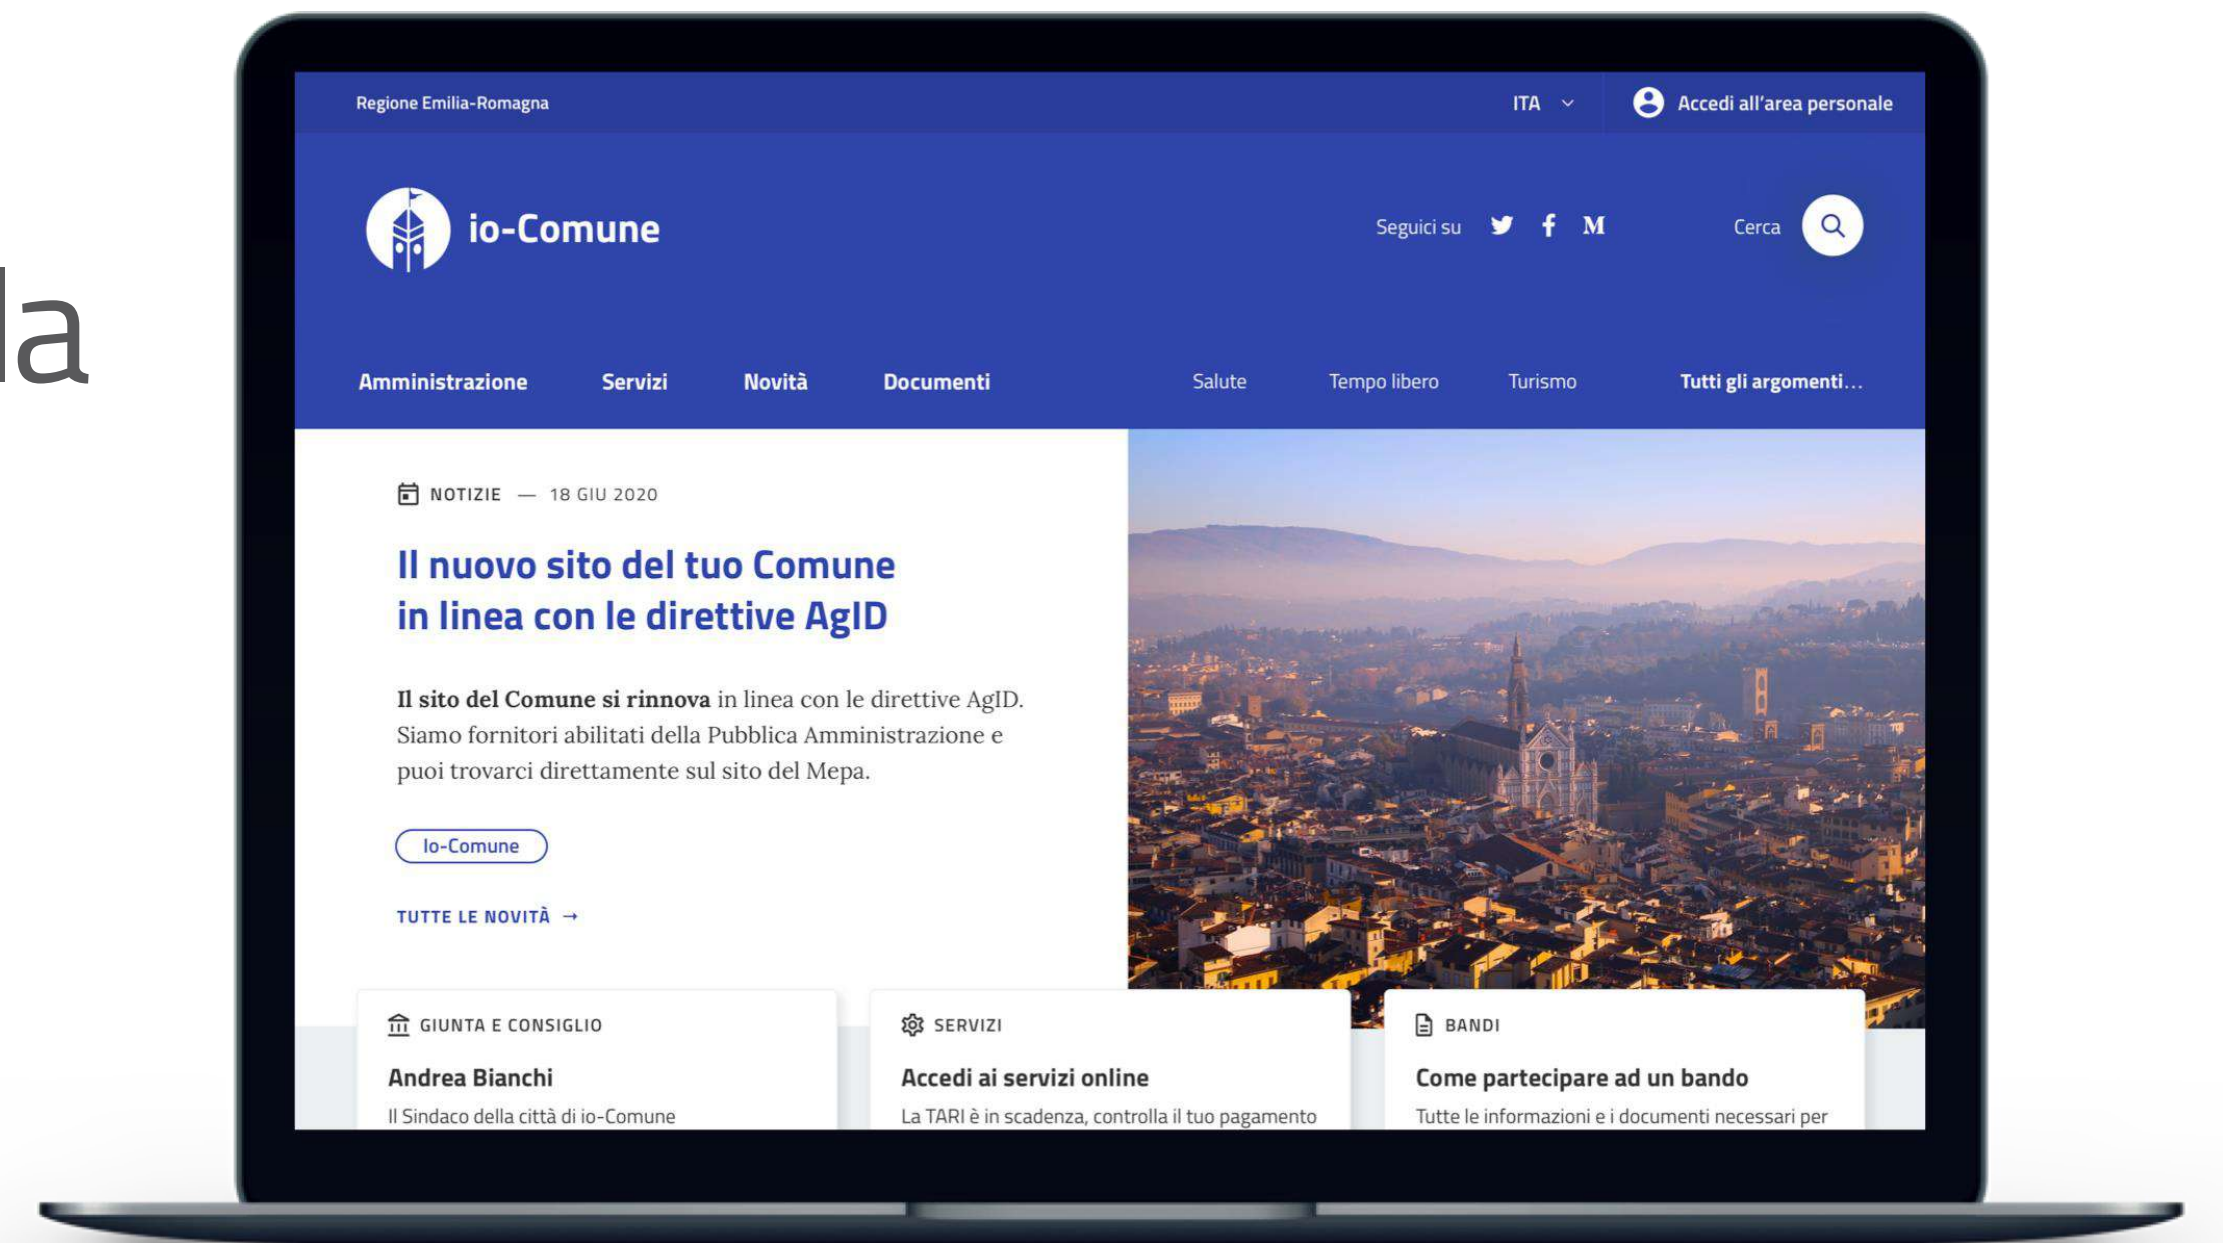 la
Regione Emilia-Romagna
ITA
Accedi all'area personale
io-Comune
Seguici su
Cerca
Amministrazione
Servizi
Novità
Documenti
Salute
Tempo libero
Turismo
Tutti gli argomenti...
NOTIZIE — 18 GIU 2020
Il nuovo sito del tuo Comune
in linea con le direttive AgID
Il sito del Comune si rinnova in linea con le direttive AgID.
Siamo fornitori abilitati della Pubblica Amministrazione e
puoi trovarci direttamente sul sito del Mepa.
Io-Comune
TUTTE LE NOVITÀ →
GIUNTA E CONSIGLIO
Andrea Bianchi
Il Sindaco della città di io-Comune
SERVIZI
Accedi ai servizi online
La TARI è in scadenza, controlla il tuo pagamento
BANDI
Come partecipare ad un bando
Tutte le informazioni e i documenti necessari per